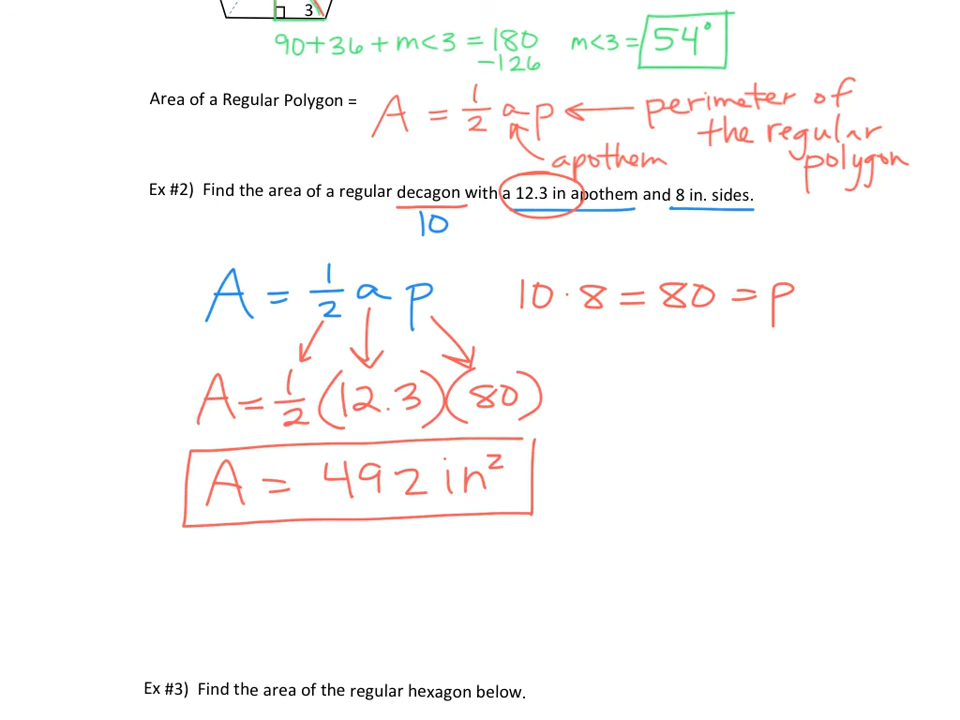 3
90+36+m<3 = 180 m<3 = 54°
-126
Area of a Regular Polygon = A = 1/2 a p ← perimeter of
the regular
apothem polygon
Ex #2) Find the area of a regular decagon with a 12.3 in apothem and 8 in. sides.
10
A = 1/2 a p 10 · 8 = 80 = p
A = 1/2 (12.3)(80)
A = 492 in²
Ex #3) Find the area of the regular hexagon below.